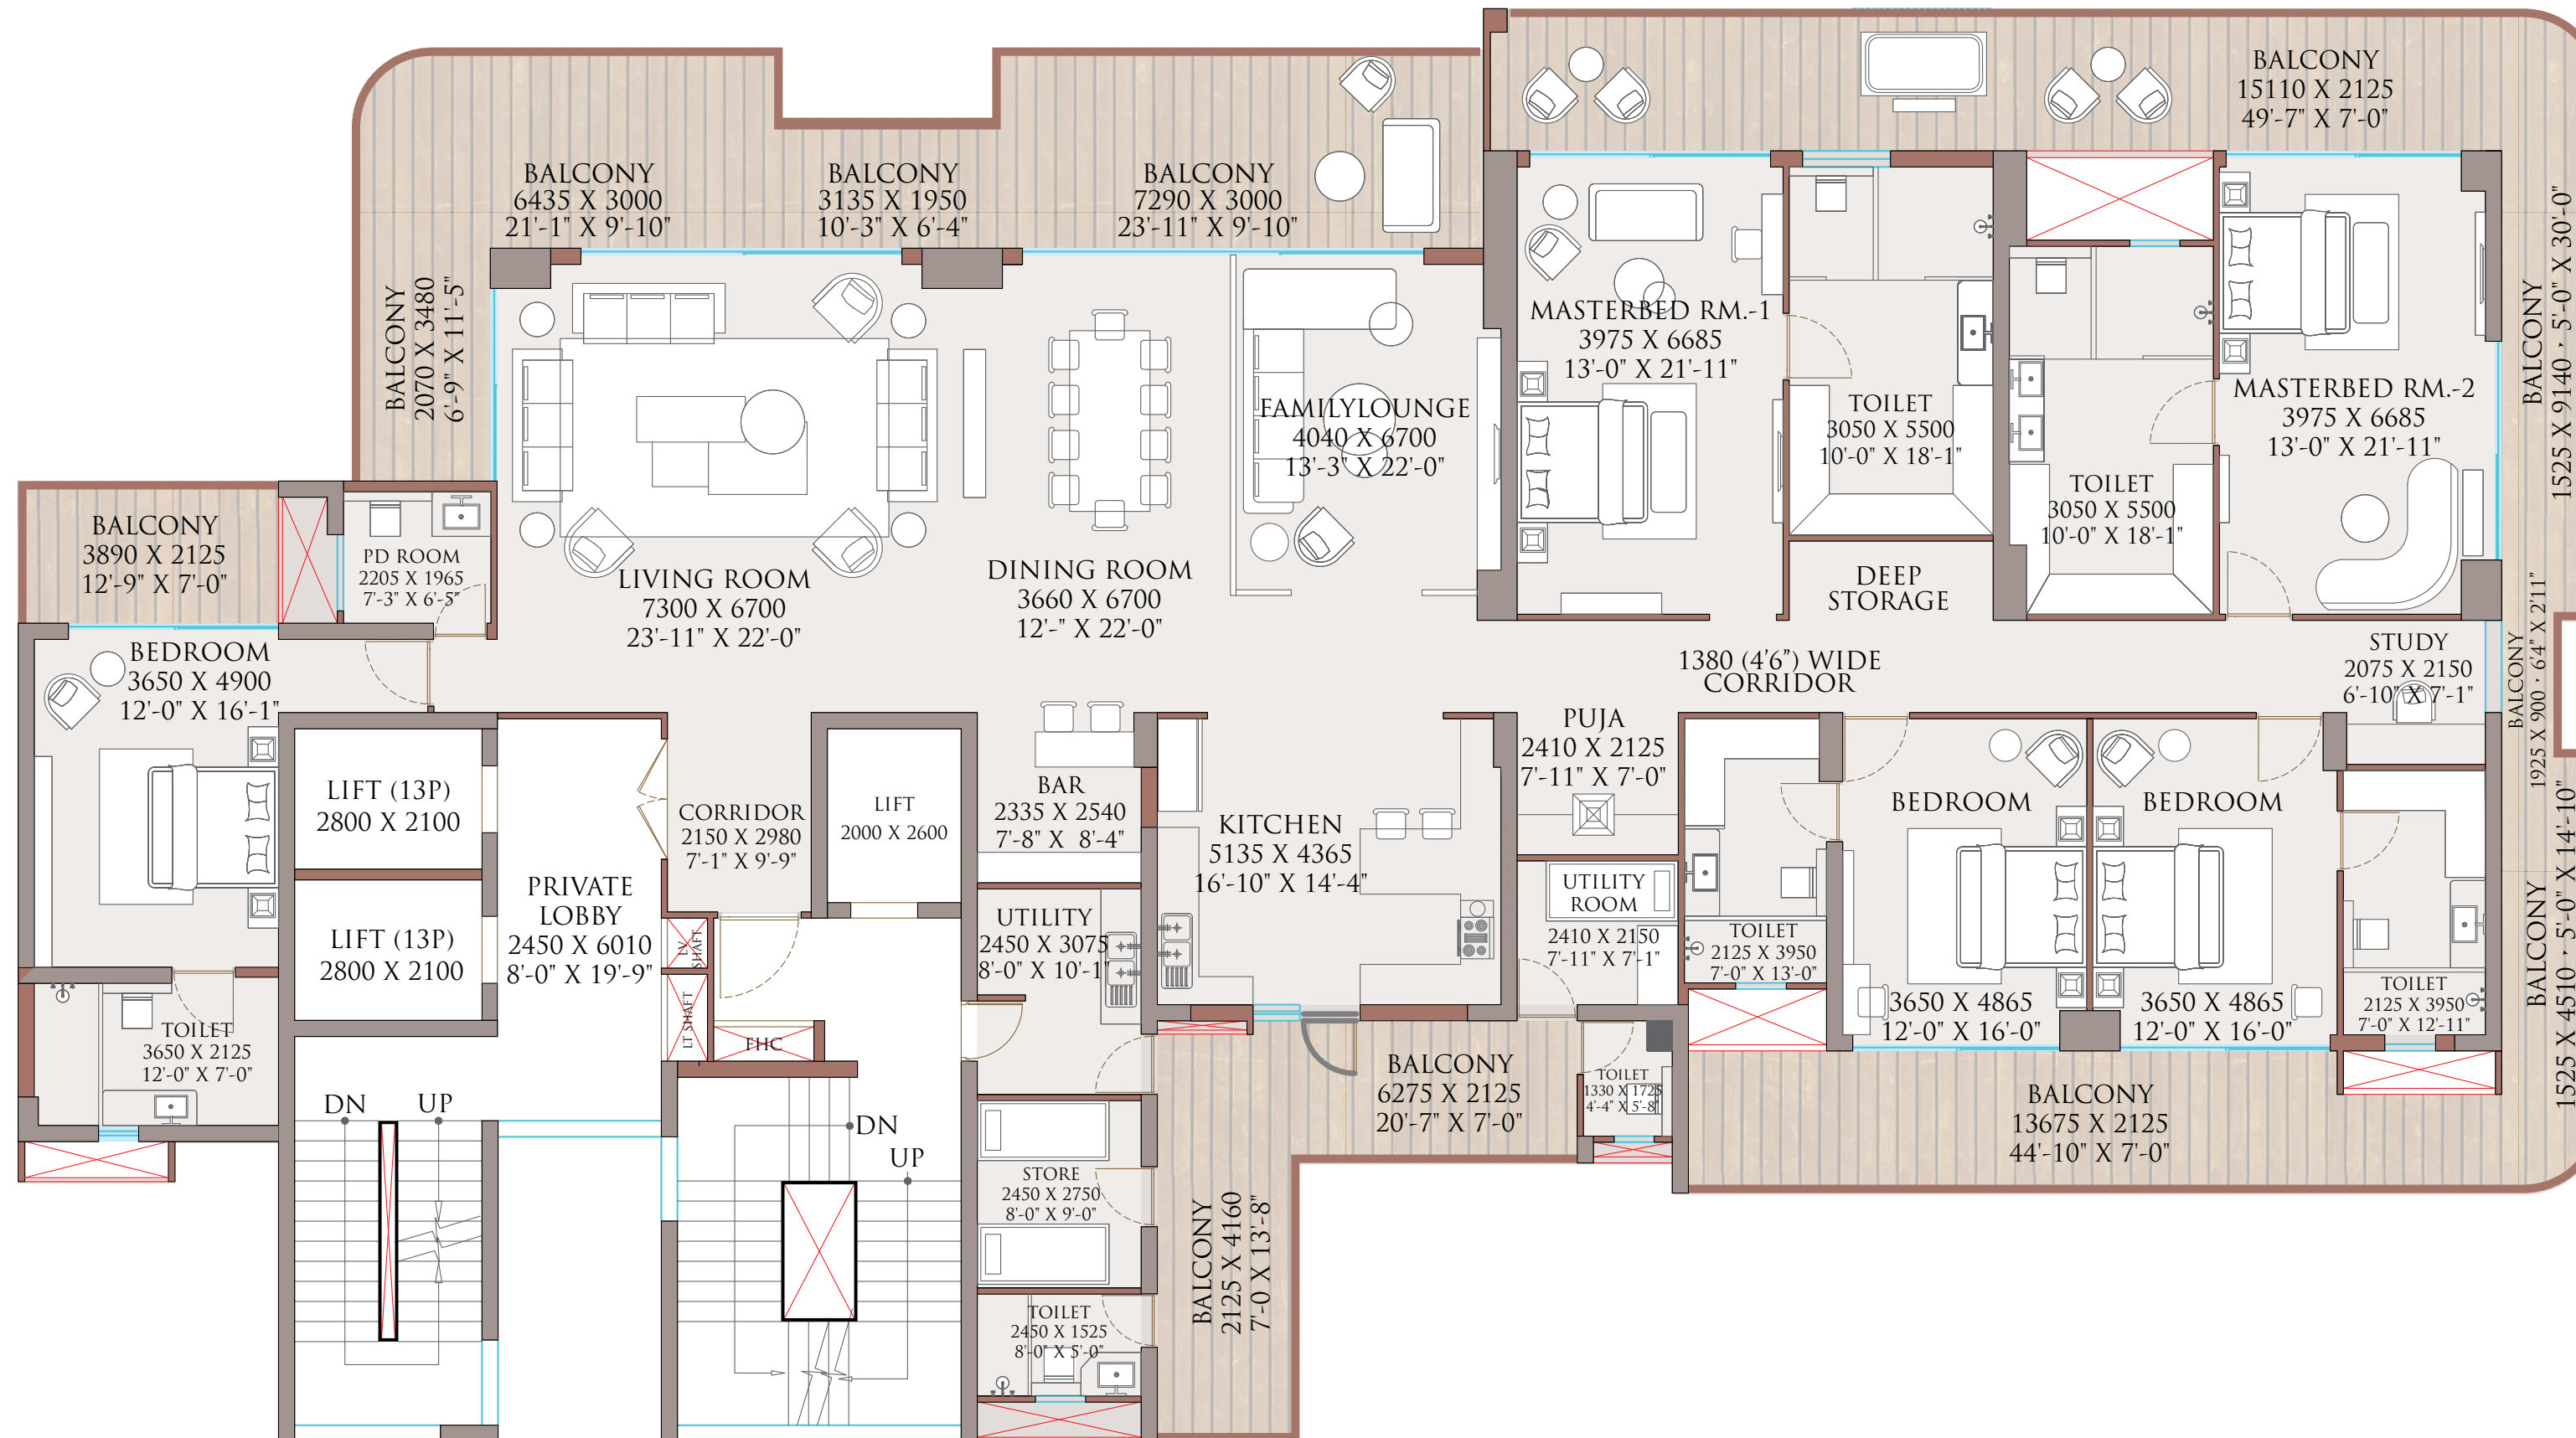 BALCONY
15110 X 2125
49'-7" X 7'-0"
BALCONY
6435 X 3000
21'-1" X 9'-10"
BALCONY
3135 X 1950
10'-3" X 6'-4"
BALCONY
7290 X 3000
23'-11" X 9'-10"
BALCONY
2070 X 3480
6'-9" X 11'-5"
MASTERBED RM.-1
3975 X 6685
13'-0" X 21'-11"
TOILET
3050 X 5500
10'-0" X 18'-1"
TOILET
3050 X 5500
10'-0" X 18'-1"
MASTERBED RM.-2
3975 X 6685
13'-0" X 21'-11"
BALCONY
1525 X 9140 , 5'-0" X 30'-0"
FAMILYLOUNGE
4040 X 6700
13'-3" X 22'-0"
BALCONY
3890 X 2125
12'-9" X 7'-0"
PD ROOM
2205 X 1965
7'-3" X 6'-5"
LIVING ROOM
7300 X 6700
23'-11" X 22'-0"
DINING ROOM
3660 X 6700
12'-" X 22'-0"
DEEP
STORAGE
BEDROOM
3650 X 4900
12'-0" X 16'-1"
1380 (4'6") WIDE
CORRIDOR
STUDY
2075 X 2150
6'-10" X 7'-1"
BALCONY
1925 X 900 , 6'4" X 2'11"
PUJA
2410 X 2125
7'-11" X 7'-0"
LIFT (13P)
2800 X 2100
CORRIDOR
2150 X 2980
7'-1" X 9'-9"
LIFT
2000 X 2600
BAR
2335 X 2540
7'-8" X  8'-4"
KITCHEN
5135 X 4365
16'-10" X 14'-4"
BEDROOM
3650 X 4865
12'-0" X 16'-0"
BEDROOM
3650 X 4865
12'-0" X 16'-0"
LIFT (13P)
2800 X 2100
PRIVATE
LOBBY
2450 X 6010
8'-0" X 19'-9"
L.V.
SHAFT
LT SHAFT
FHC
UTILITY
2450 X 3075
8'-0" X 10'-1"
UTILITY
ROOM
2410 X 2150
7'-11" X 7'-1"
TOILET
2125 X 3950
7'-0" X 13'-0"
TOILET
2125 X 3950
7'-0" X 12'-11"
BALCONY
1525 X 4510 , 5'-0" X 14'-10"
TOILET
3650 X 2125
12'-0" X 7'-0"
BALCONY
6275 X 2125
20'-7" X 7'-0"
TOILET
1330 X 1725
4'-4" X 5'-8"
BALCONY
13675 X 2125
44'-10" X 7'-0"
DN
UP
DN
UP
STORE
2450 X 2750
8'-0" X 9'-0"
BALCONY
2125 X 4160
7'-0 X 13'-8"
TOILET
2450 X 1525
8'-0" X 5'-0"